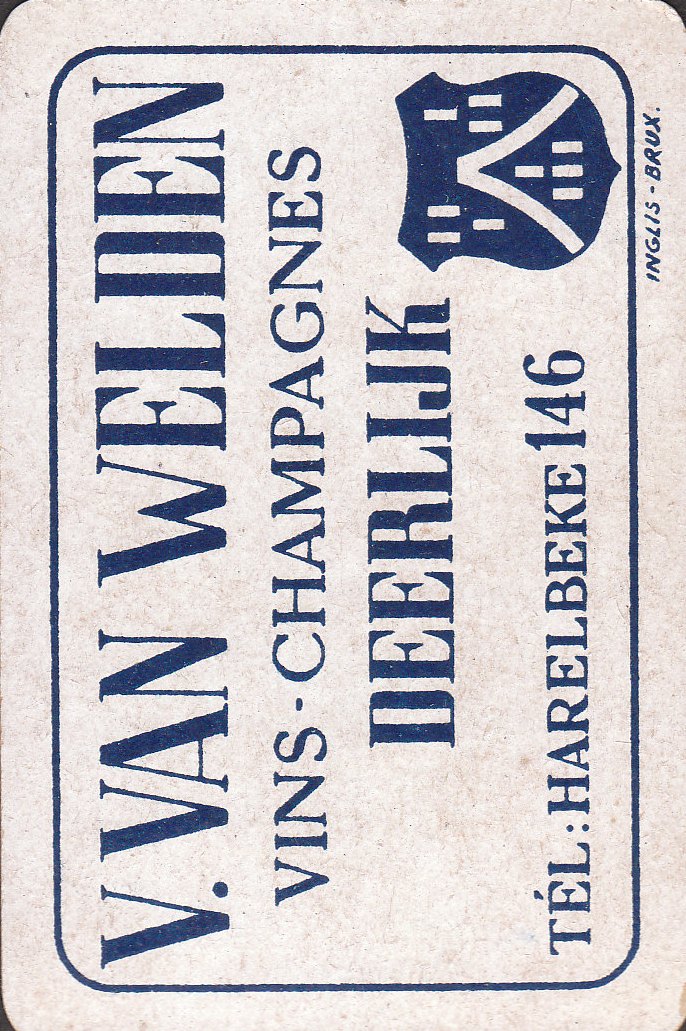 V. VAN WELDEN
VINS-CHAMPAGNES
DEERLIJK
TÉL: HARELBEKE 146
INGLIS-BRUX.